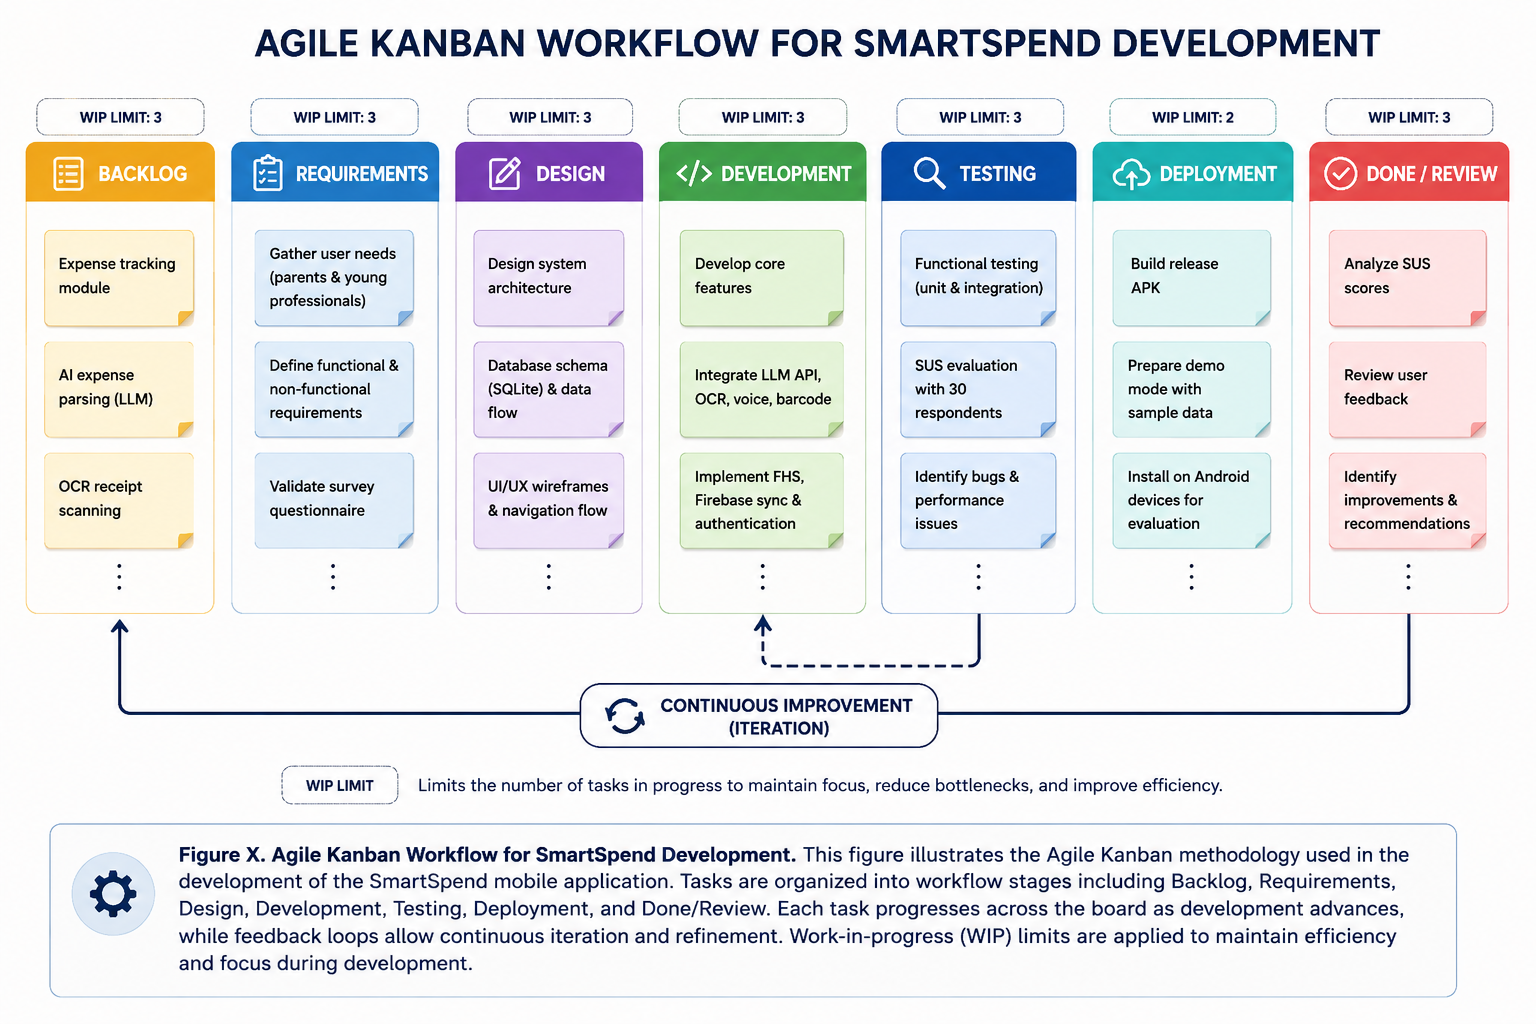 AGILE KANBAN WORKFLOW FOR SMARTSPEND DEVELOPMENT
WIP LIMIT: 3
BACKLOG
Expense tracking
module
AI expense
parsing (LLM)
OCR receipt
scanning
WIP LIMIT: 3
REQUIREMENTS
Gather user needs
(parents & young
professionals)
Define functional &
non-functional
requirements
Validate survey
questionnaire
WIP LIMIT: 3
DESIGN
Design system
architecture
Database schema
(SQLite) & data
flow
UI/UX wireframes
& navigation flow
WIP LIMIT: 3
</> DEVELOPMENT
Develop core
features
Integrate LLM API,
OCR, voice, barcode
Implement FHS,
Firebase sync &
authentication
WIP LIMIT: 3
TESTING
Functional testing
(unit & integration)
SUS evaluation
with 30
respondents
Identify bugs &
performance
issues
WIP LIMIT: 2
DEPLOYMENT
Build release
APK
Prepare demo
mode with
sample data
Install on Android
devices for
evaluation
WIP LIMIT: 3
DONE / REVIEW
Analyze SUS
scores
Review user
feedback
Identify
improvements &
recommendations
CONTINUOUS IMPROVEMENT
(ITERATION)
WIP LIMIT Limits the number of tasks in progress to maintain focus, reduce bottlenecks, and improve efficiency.
Figure X. Agile Kanban Workflow for SmartSpend Development. This figure illustrates the Agile Kanban methodology used in the
development of the SmartSpend mobile application. Tasks are organized into workflow stages including Backlog, Requirements,
Design, Development, Testing, Deployment, and Done/Review. Each task progresses across the board as development advances,
while feedback loops allow continuous iteration and refinement. Work-in-progress (WIP) limits are applied to maintain efficiency
and focus during development.